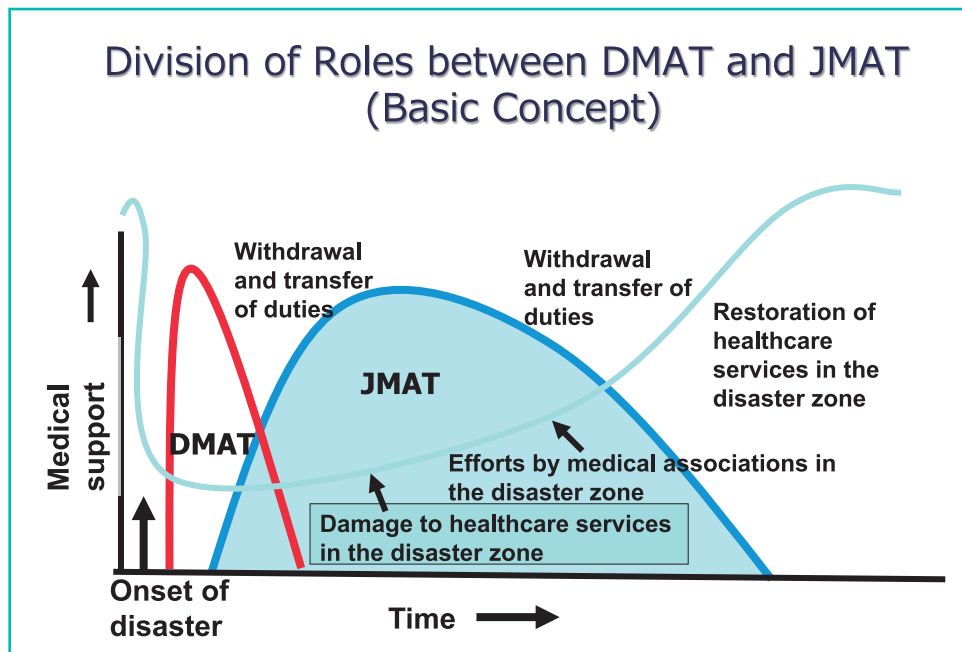 Division of Roles between DMAT and JMAT
(Basic Concept)
Withdrawal
and transfer
of duties
Withdrawal
and transfer of
duties
Restoration of
healthcare
services in the
disaster zone
Medical
support
JMAT
DMAT
Efforts by medical associations in
the disaster zone
Damage to healthcare services
in the disaster zone
Onset of
disaster
Time